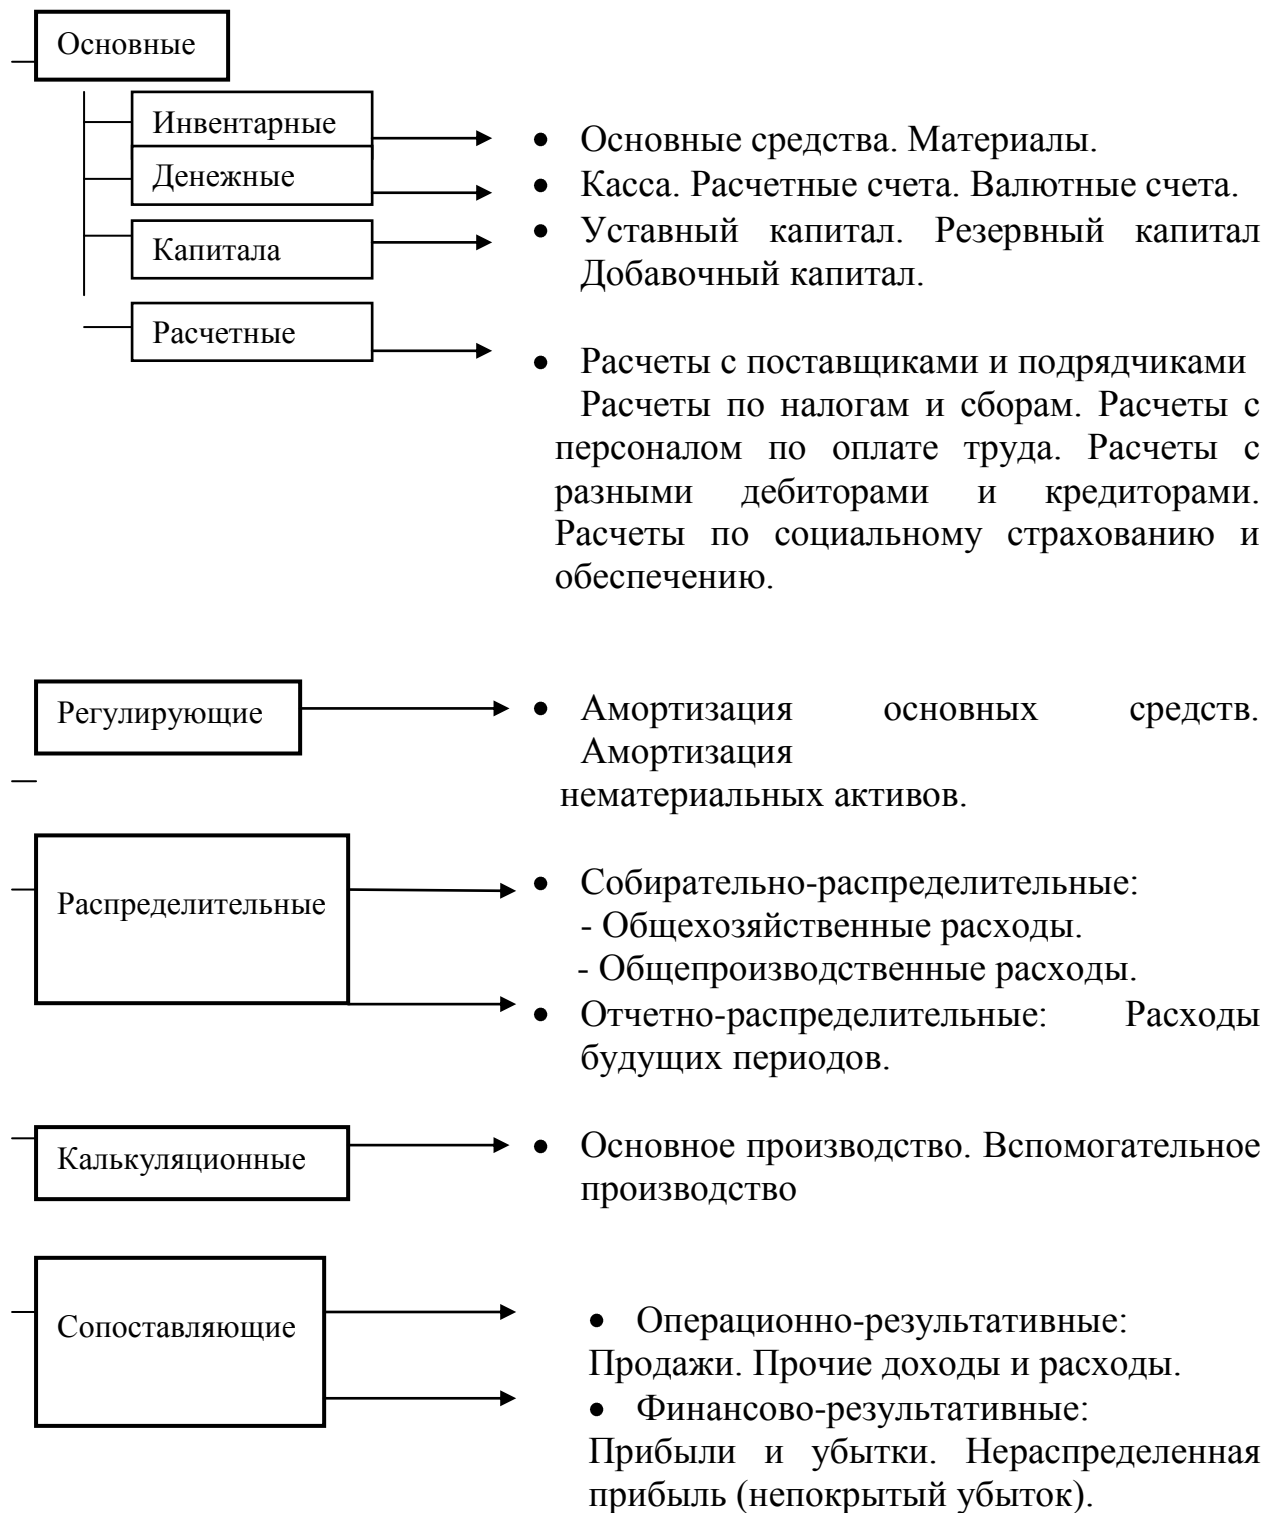 Основные
Инвентарные
• Основные средства. Материалы.
Денежные
• Касса. Расчетные счета. Валютные счета.
Капитала
• Уставный капитал. Резервный капитал
Добавочный капитал.
Расчетные
• Расчеты с поставщиками и подрядчиками
Расчеты по налогам и сборам. Расчеты с
персоналом по оплате труда. Расчеты с
разными дебиторами и кредиторами.
Расчеты по социальному страхованию и
обеспечению.
Регулирующие
• Амортизация основных средств.
Амортизация
нематериальных активов.
Распределительные
• Собирательно-распределительные:
- Общехозяйственные расходы.
- Общепроизводственные расходы.
• Отчетно-распределительные: Расходы
будущих периодов.
Калькуляционные
• Основное производство. Вспомогательное
производство
Сопоставляющие
• Операционно-результативные:
Продажи. Прочие доходы и расходы.
• Финансово-результативные:
Прибыли и убытки. Нераспределенная
прибыль (непокрытый убыток).